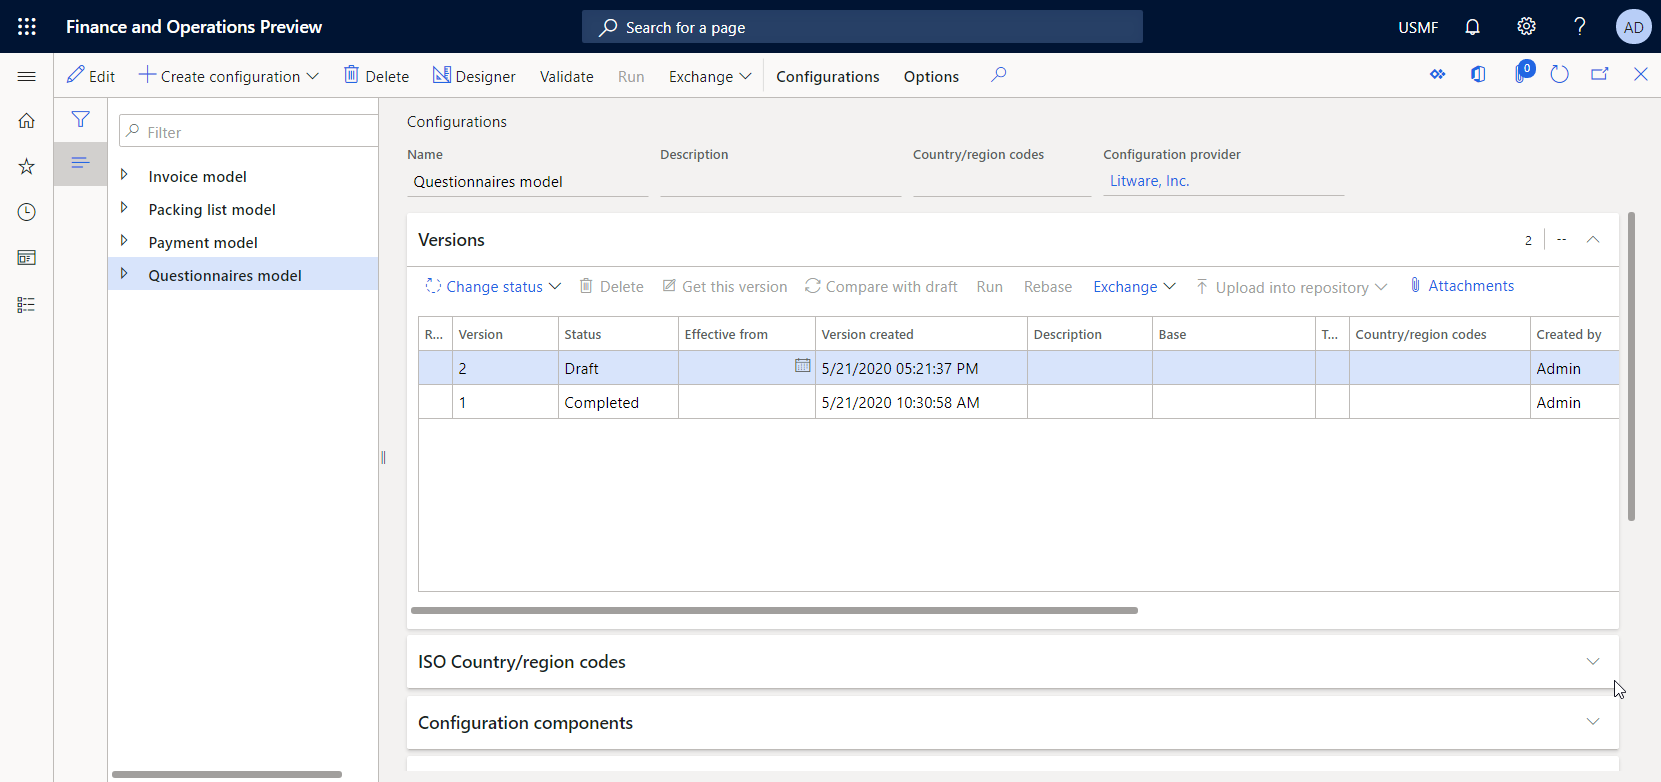 Finance and Operations Preview
Search for a page
USMF
AD
Edit
Create configuration
Delete
Designer
Validate
Run
Exchange
Configurations
Options
0
Filter
Invoice model
Packing list model
Payment model
Questionnaires model
Configurations
Name
Description
Country/region codes
Configuration provider
Questionnaires model
Litware, Inc.
Versions
2
--
Change status
Delete
Get this version
Compare with draft
Run
Rebase
Exchange
Upload into repository
Attachments
R... Version Status Effective from Version created Description Base T... Country/region codes Created by
2 Draft 5/21/2020 05:21:37 PM Admin
1 Completed 5/21/2020 10:30:58 AM Admin
ISO Country/region codes
Configuration components